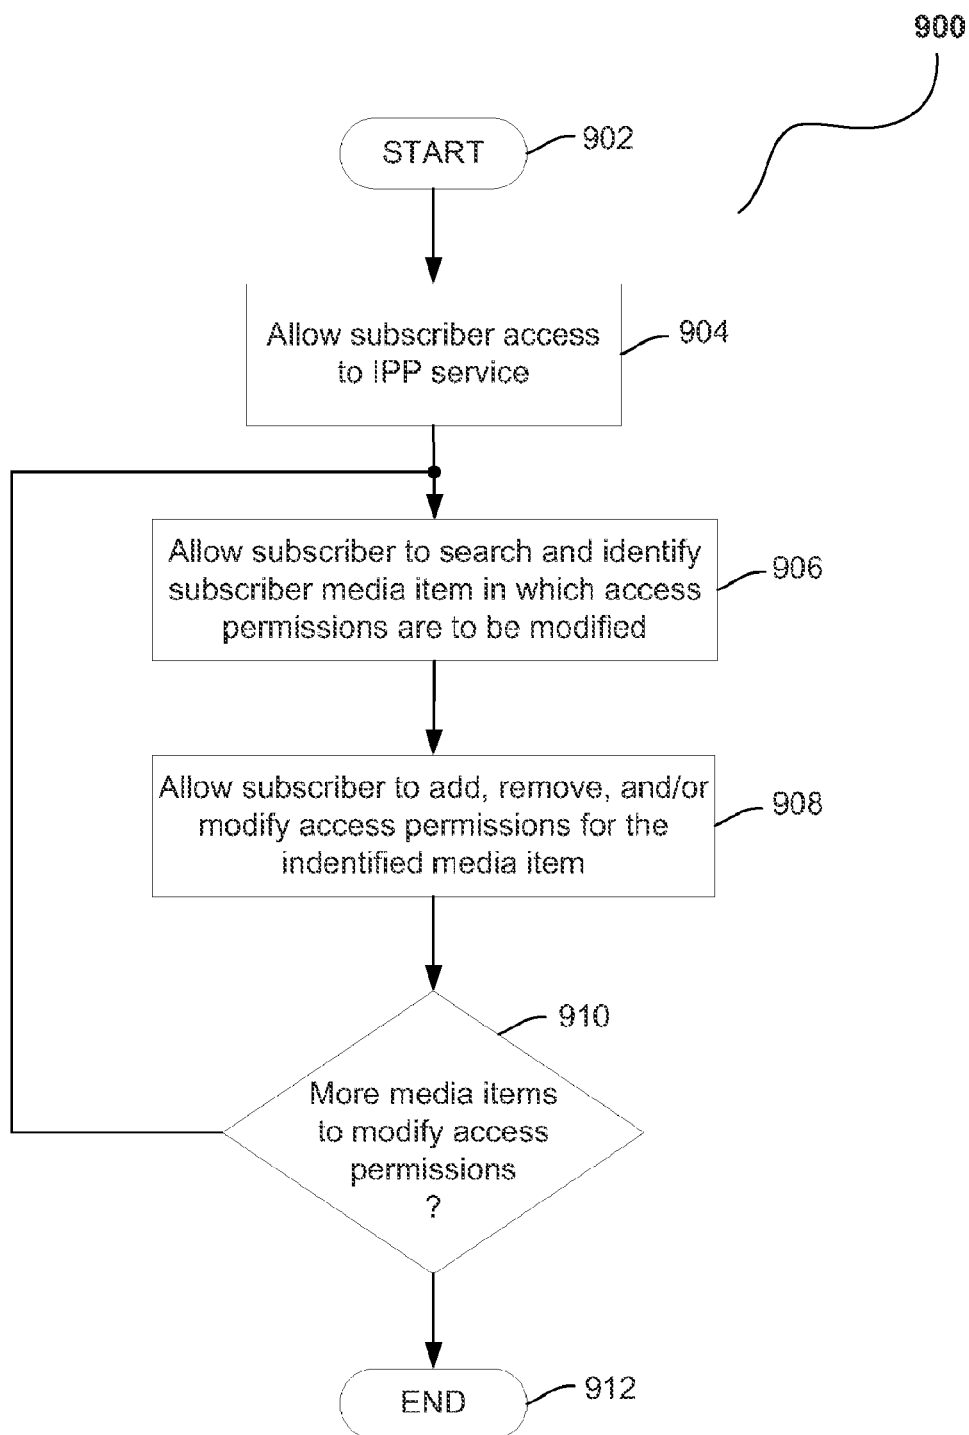 900
START
902
Allow subscriber access
to IPP service
904
Allow subscriber to search and identify
subscriber media item in which access
permissions are to be modified
906
Allow subscriber to add, remove, and/or
modify access permissions for the
indentified media item
908
910
More media items
to modify access
permissions
?
END
912